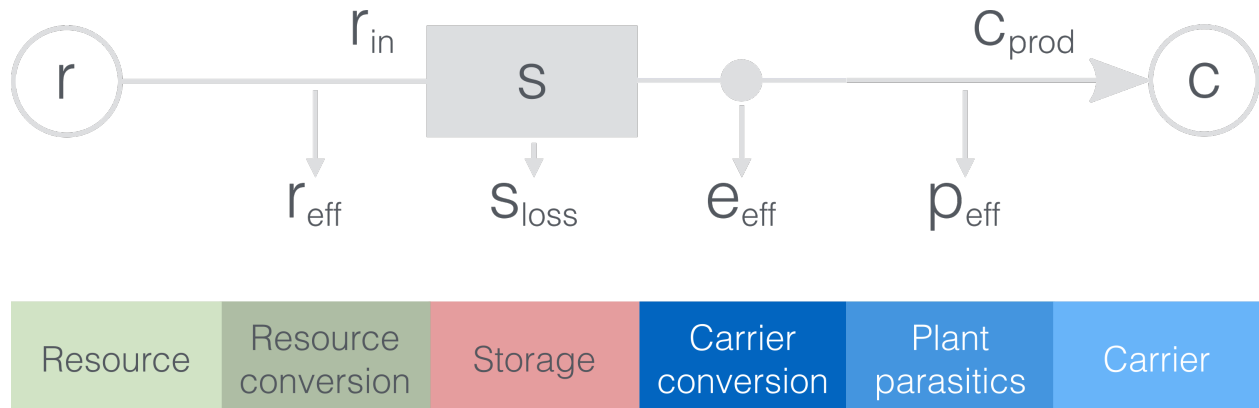 r
r_in
s
c_prod
c
r_eff
s_loss
e_eff
p_eff
Resource
Resource
conversion
Storage
Carrier
conversion
Plant
parasitics
Carrier